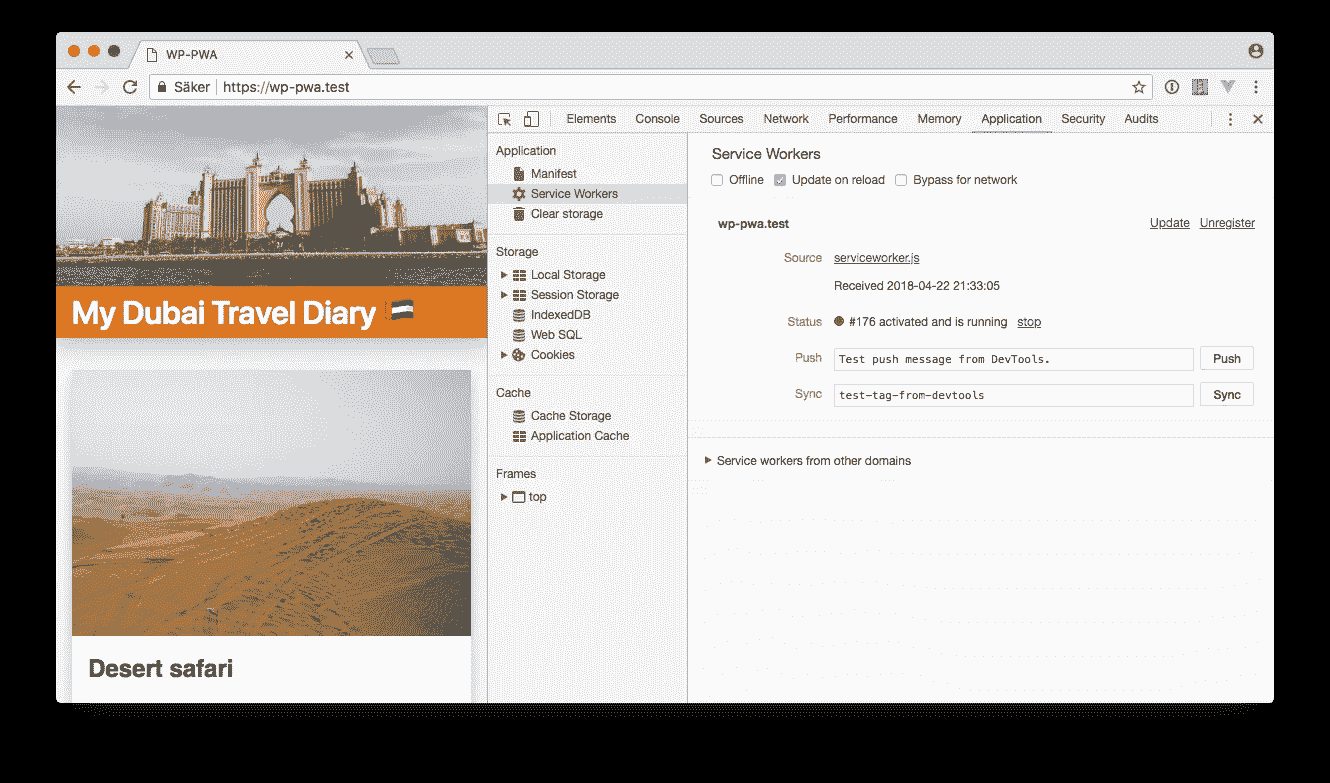 WP-PWA
Säker https://wp-pwa.test
Elements Console Sources Network Performance Memory Application Security Audits
My Dubai Travel Diary
Desert safari
Application
Manifest
Service Workers
Clear storage
Storage
Local Storage
Session Storage
IndexedDB
Web SQL
Cookies
Cache
Cache Storage
Application Cache
Frames
top
Service Workers
Offline Update on reload Bypass for network
wp-pwa.test Update Unregister
Source serviceworker.js
Received 2018-04-22 21:33:05
Status #176 activated and is running stop
Push Test push message from DevTools. Push
Sync test-tag-from-devtools Sync
Service workers from other domains